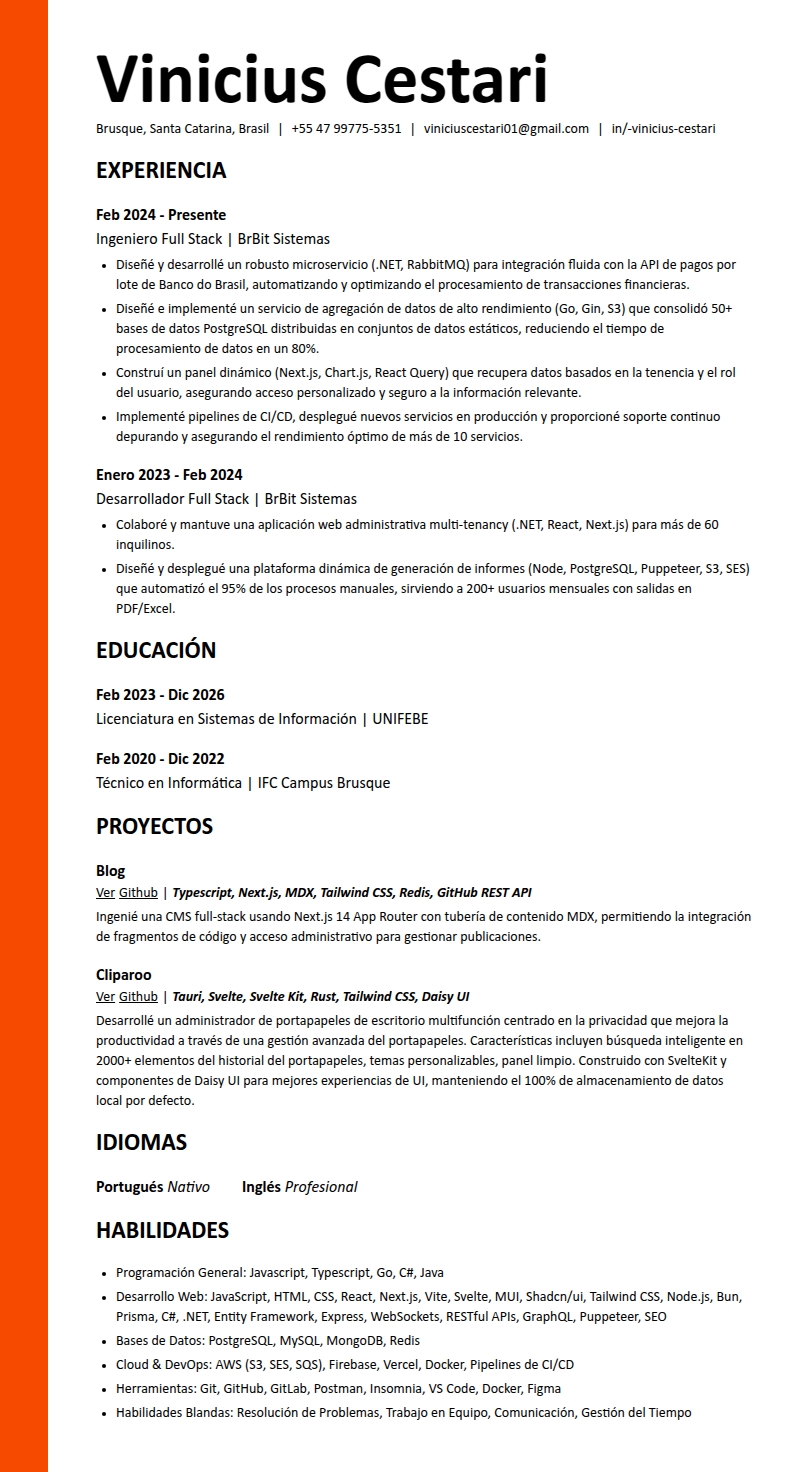 Vinicius Cestari
Brusque, Santa Catarina, Brasil | +55 47 99775-5351 | viniciuscestari01@gmail.com | in/-vinicius-cestari
EXPERIENCIA
Feb 2024 - Presente
Ingeniero Full Stack | BrBit Sistemas
• Diseñé y desarrollé un robusto microservicio (.NET, RabbitMQ) para integración fluida con la API de pagos por
lote de Banco do Brasil, automatizando y optimizando el procesamiento de transacciones financieras.
• Diseñé e implementé un servicio de agregación de datos de alto rendimiento (Go, Gin, S3) que consolidó 50+
bases de datos PostgreSQL distribuidas en conjuntos de datos estáticos, reduciendo el tiempo de
procesamiento de datos en un 80%.
• Construí un panel dinámico (Next.js, Chart.js, React Query) que recupera datos basados en la tenencia y el rol
del usuario, asegurando acceso personalizado y seguro a la información relevante.
• Implementé pipelines de CI/CD, desplegué nuevos servicios en producción y proporcioné soporte continuo
depurando y asegurando el rendimiento óptimo de más de 10 servicios.
Enero 2023 - Feb 2024
Desarrollador Full Stack | BrBit Sistemas
• Colaboré y mantuve una aplicación web administrativa multi-tenancy (.NET, React, Next.js) para más de 60
inquilinos.
• Diseñé y desplegué una plataforma dinámica de generación de informes (Node, PostgreSQL, Puppeteer, S3, SES)
que automatizó el 95% de los procesos manuales, sirviendo a 200+ usuarios mensuales con salidas en
PDF/Excel.
EDUCACIÓN
Feb 2023 - Dic 2026
Licenciatura en Sistemas de Información | UNIFEBE
Feb 2020 - Dic 2022
Técnico en Informática | IFC Campus Brusque
PROYECTOS
Blog
Ver Github | Typescript, Next.js, MDX, Tailwind CSS, Redis, GitHub REST API
Ingenié una CMS full-stack usando Next.js 14 App Router con tubería de contenido MDX, permitiendo la integración
de fragmentos de código y acceso administrativo para gestionar publicaciones.
Cliparoo
Ver Github | Tauri, Svelte, Svelte Kit, Rust, Tailwind CSS, Daisy UI
Desarrollé un administrador de portapapeles de escritorio multifunción centrado en la privacidad que mejora la
productividad a través de una gestión avanzada del portapapeles. Características incluyen búsqueda inteligente en
2000+ elementos del historial del portapapeles, temas personalizables, panel limpio. Construido con SvelteKit y
componentes de Daisy UI para mejores experiencias de UI, manteniendo el 100% de almacenamiento de datos
local por defecto.
IDIOMAS
Portugués Nativo Inglés Profesional
HABILIDADES
• Programación General: Javascript, Typescript, Go, C#, Java
• Desarrollo Web: JavaScript, HTML, CSS, React, Next.js, Vite, Svelte, MUI, Shadcn/ui, Tailwind CSS, Node.js, Bun,
Prisma, C#, .NET, Entity Framework, Express, WebSockets, RESTful APIs, GraphQL, Puppeteer, SEO
• Bases de Datos: PostgreSQL, MySQL, MongoDB, Redis
• Cloud & DevOps: AWS (S3, SES, SQS), Firebase, Vercel, Docker, Pipelines de CI/CD
• Herramientas: Git, GitHub, GitLab, Postman, Insomnia, VS Code, Docker, Figma
• Habilidades Blandas: Resolución de Problemas, Trabajo en Equipo, Comunicación, Gestión del Tiempo